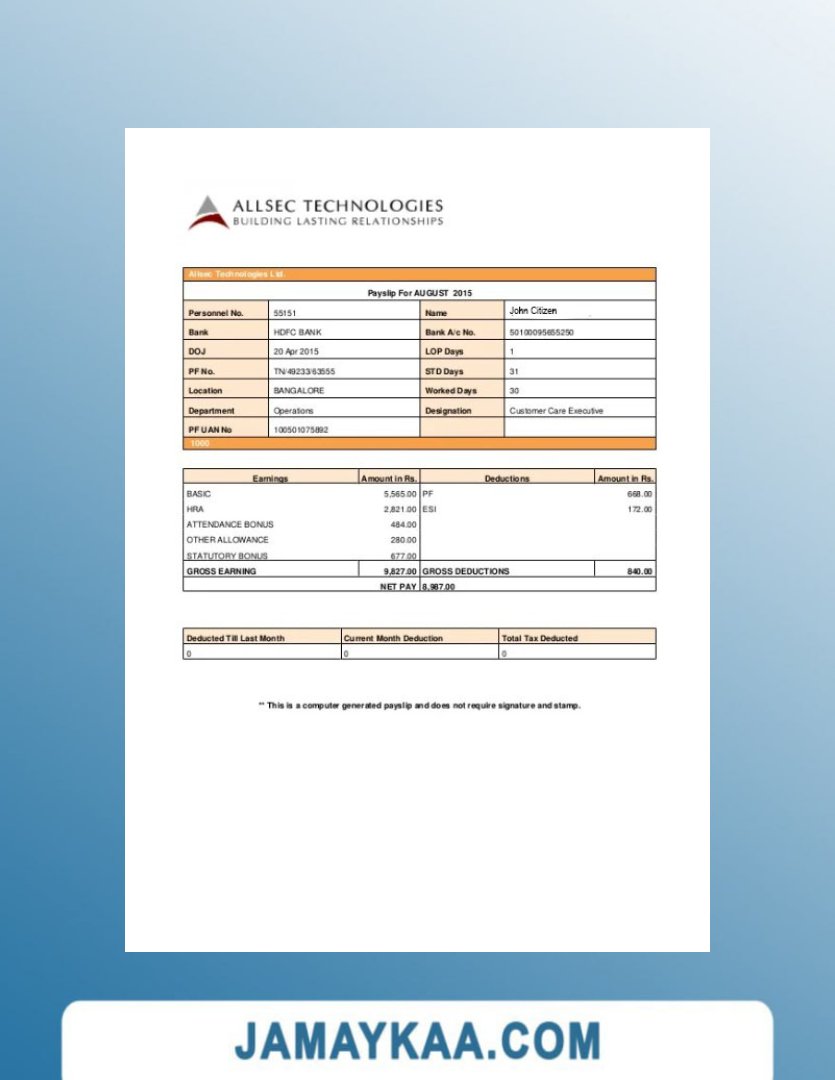 ALLSEC TECHNOLOGIES
BUILDING LASTING RELATIONSHIPS
Allsec Technologies Ltd.
Payslip For AUGUST 2015
Personnel No. 55151 Name John Citizen
Bank HDFC BANK Bank A/c No. 50100095655250
DOJ 20 Apr 2015 LOP Days 1
PF No. TN/49233/63555 STD Days 31
Location BANGALORE Worked Days 30
Department Operations Designation Customer Care Executive
PF UAN No 100501075892
1000
Earnings Amount in Rs. Deductions Amount in Rs.
BASIC 5,565.00 PF 668.00
HRA 2,821.00 ESI 172.00
ATTENDANCE BONUS 484.00
OTHER ALLOWANCE 280.00
STATUTORY BONUS 677.00
GROSS EARNING 9,827.00 GROSS DEDUCTIONS 840.00
NET PAY 8,987.00
Deducted Till Last Month Current Month Deduction Total Tax Deducted
0 0 0
** This is a computer generated payslip and does not require signature and stamp.
JAMAYKAA.COM